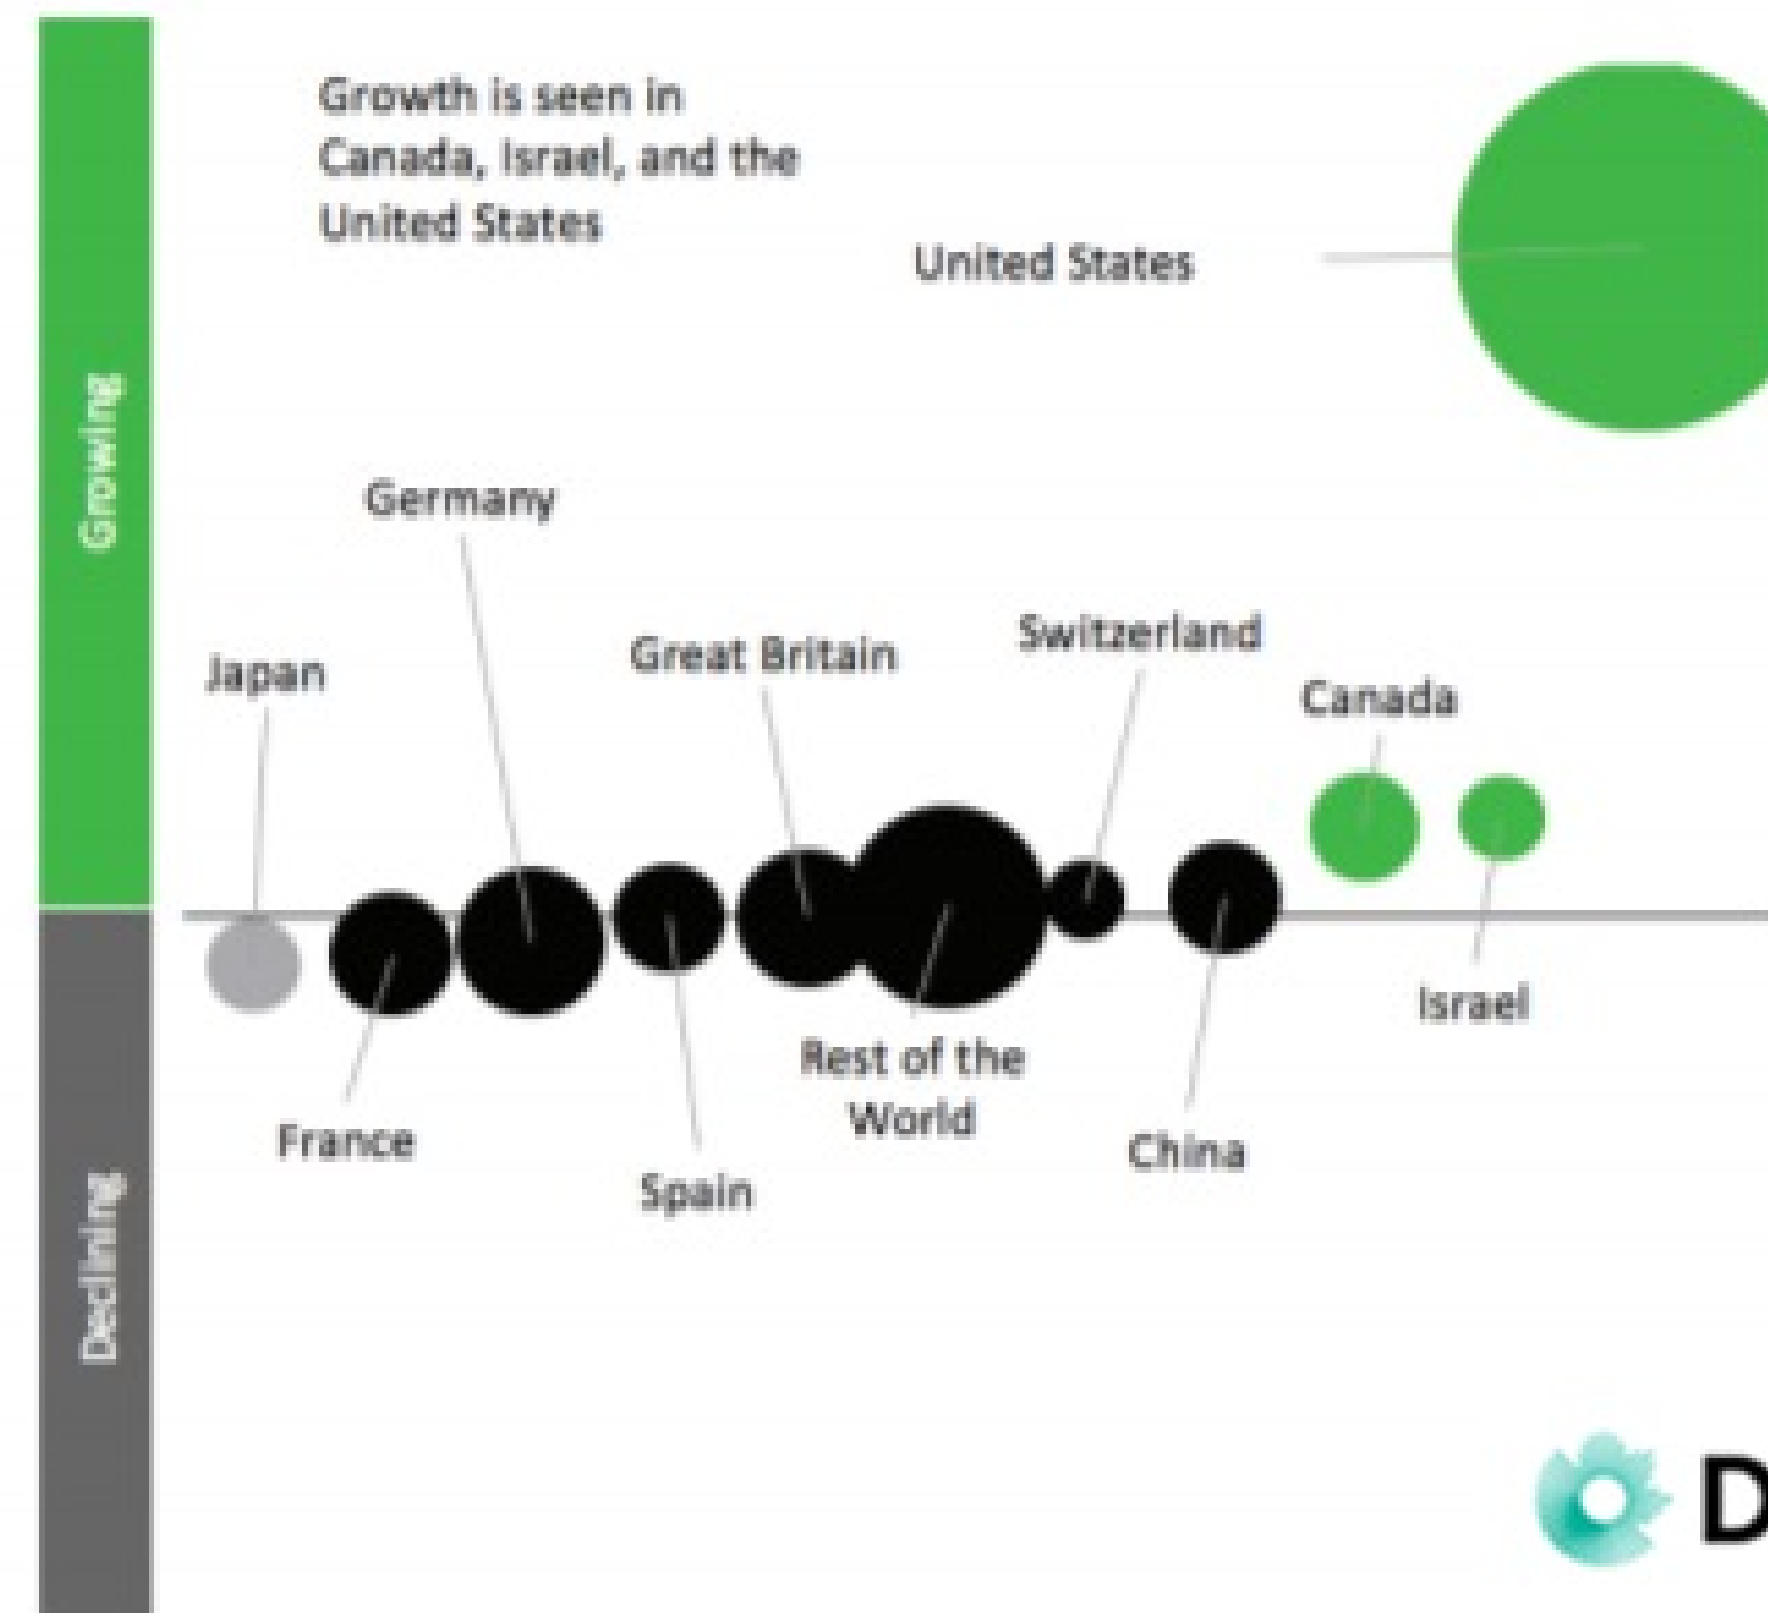 Growth is seen in
Canada, Israel, and the
United States
United States
Growing
Germany
Switzerland
Great Britain
Japan
Canada
Israel
Rest of the
World
France
China
Spain
Declining
D